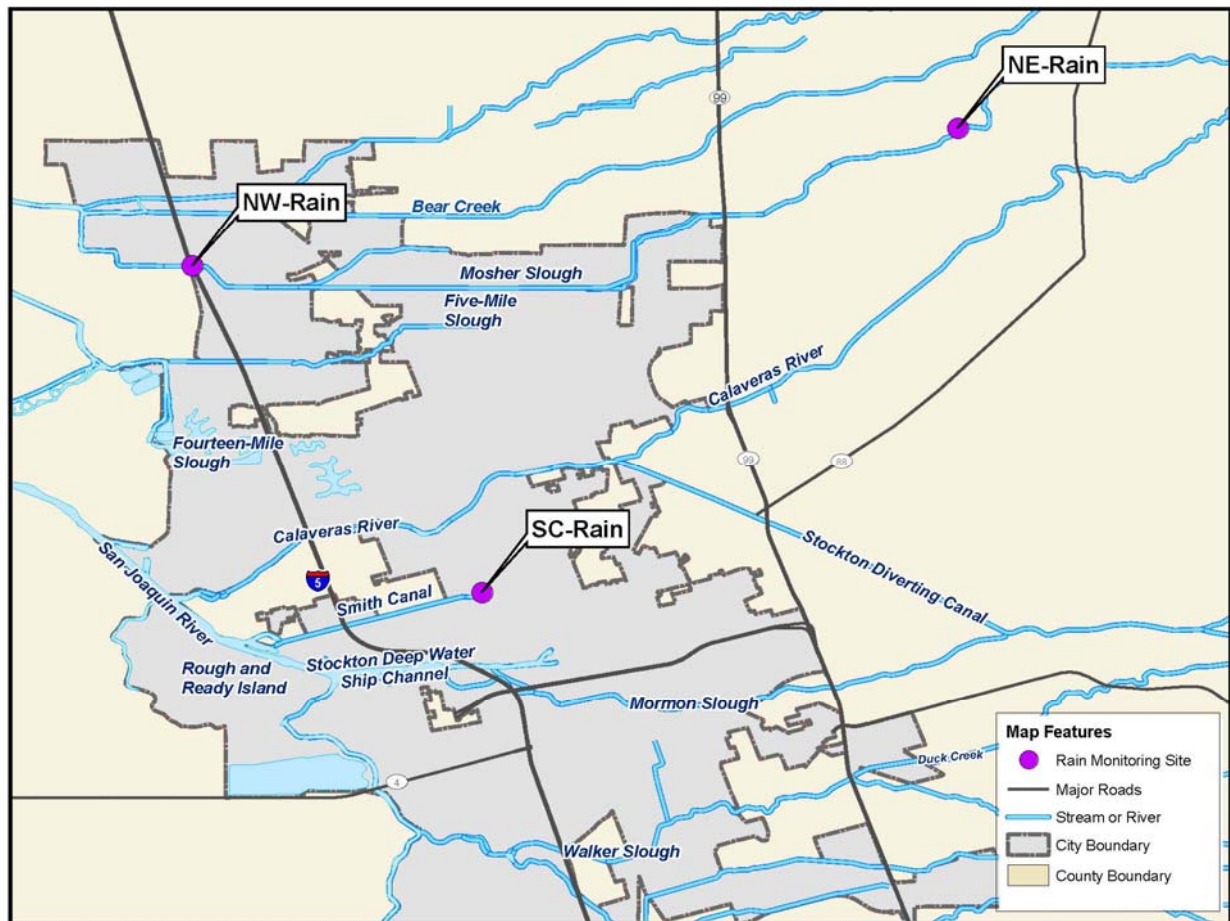 NE-Rain
99
NW-Rain
Bear Creek
Mosher Slough
Five-Mile
Slough
Calaveras River
Fourteen-Mile
Slough
99
88
Calaveras River
SC-Rain
San Joaquin River
5
Smith Canal
Stockton Diverting Canal
Rough and
Ready Island
Stockton Deep Water
Ship Channel
Mormon Slough
4
Duck Creek
Walker Slough
Map Features
Rain Monitoring Site
Major Roads
Stream or River
City Boundary
County Boundary